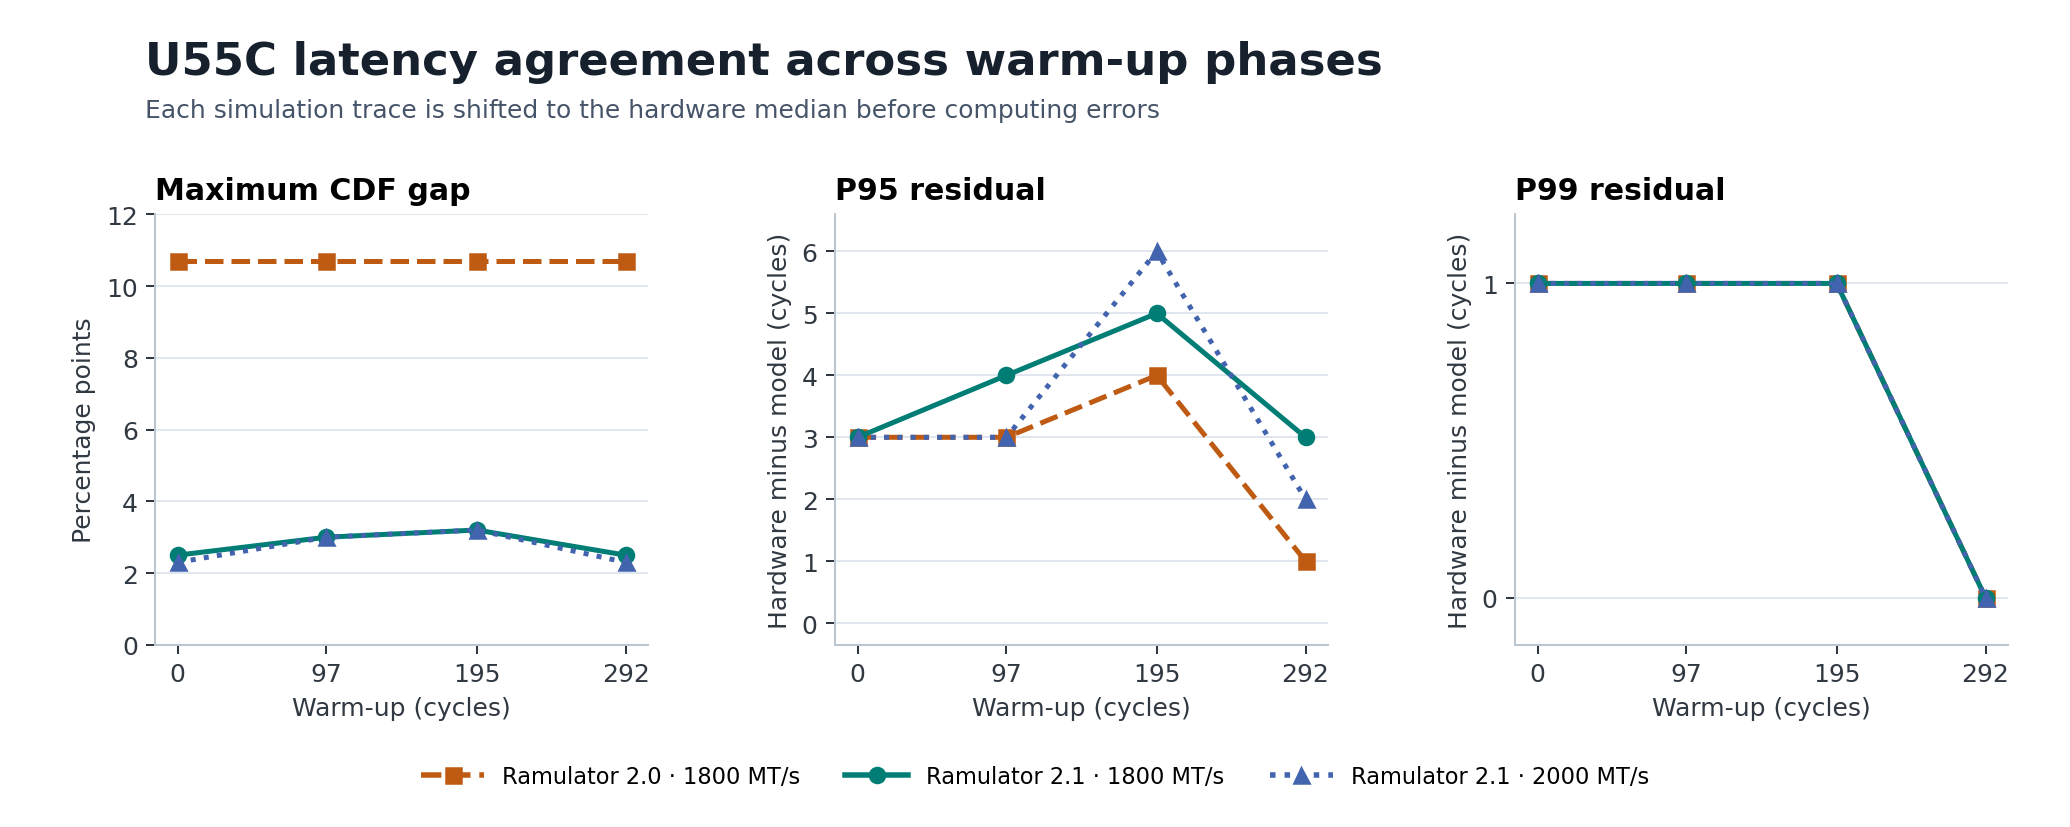 U55C latency agreement across warm-up phases
Each simulation trace is shifted to the hardware median before computing errors
Maximum CDF gap
Percentage points
12
10
8
6
4
2
0
0 97 195 292
Warm-up (cycles)
P95 residual
Hardware minus model (cycles)
6
5
4
3
2
1
0
0 97 195 292
Warm-up (cycles)
P99 residual
Hardware minus model (cycles)
1
0
0 97 195 292
Warm-up (cycles)
Ramulator 2.0 · 1800 MT/s
Ramulator 2.1 · 1800 MT/s
Ramulator 2.1 · 2000 MT/s